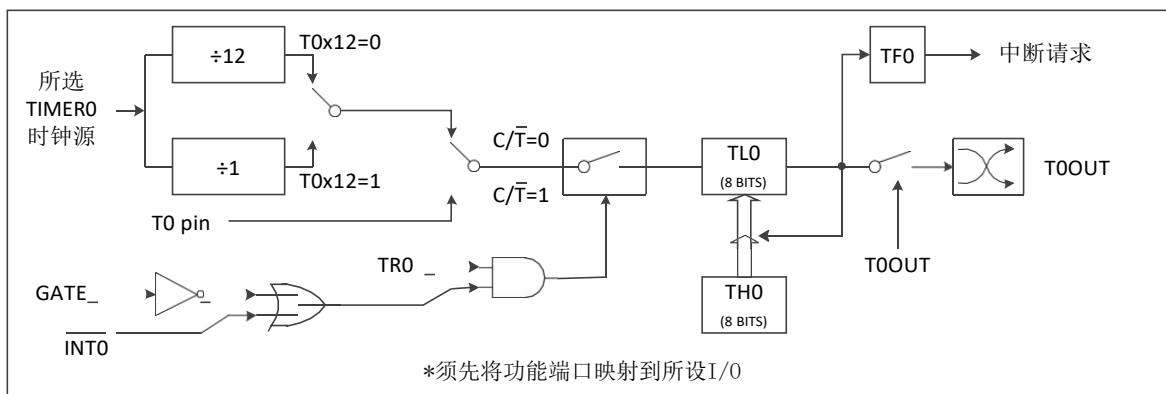 所选
TIMER0
时钟源
÷12
T0x12=0
÷1
T0x12=1
T0 pin
C/T̅=0
C/T̅=1
TL0
(8 BITS)
TH0
(8 BITS)
TF0
中断请求
T0OUT
T0OUT
TR0 _
GATE_
_
I̅N̅T̅0̅
*须先将功能端口映射到所设I/O